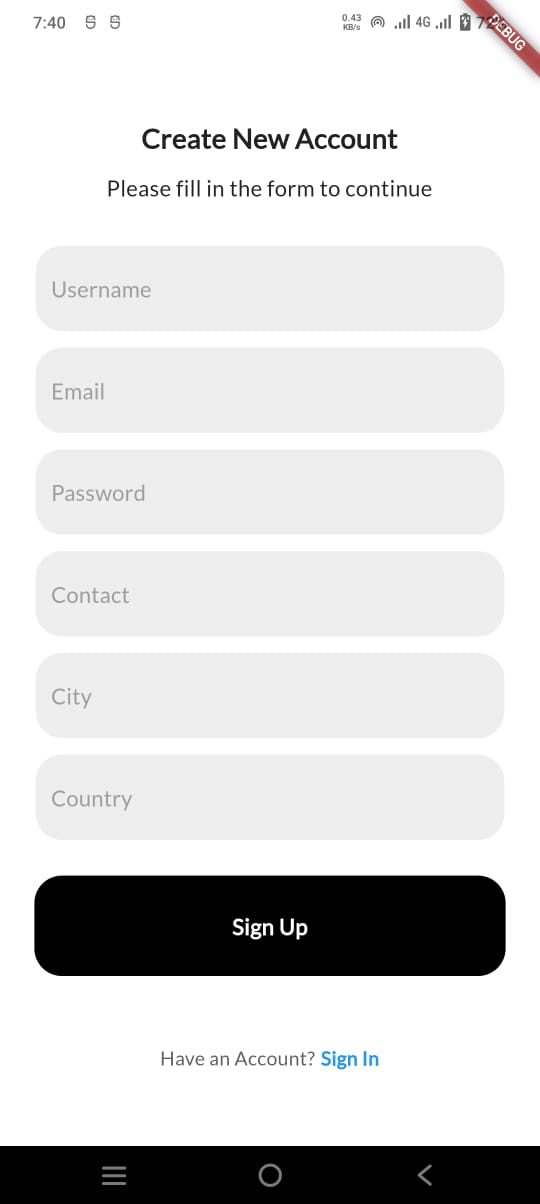 7:40
0.43
KB/s
4G
DEBUG
Create New Account
Please fill in the form to continue
Username
Email
Password
Contact
City
Country
Sign Up
Have an Account? Sign In